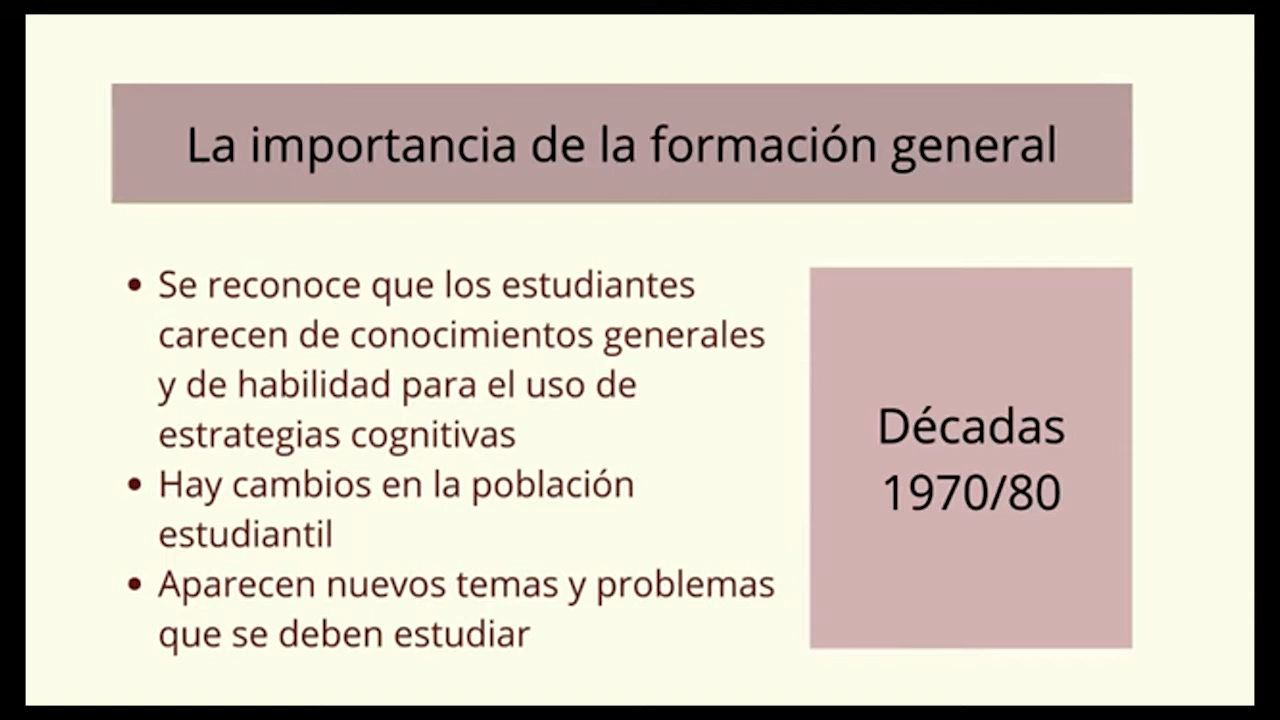 La importancia de la formación general
Se reconoce que los estudiantes
carecen de conocimientos generales
y de habilidad para el uso de
estrategias cognitivas
Hay cambios en la población
estudiantil
Aparecen nuevos temas y problemas
que se deben estudiar
Décadas
1970/80